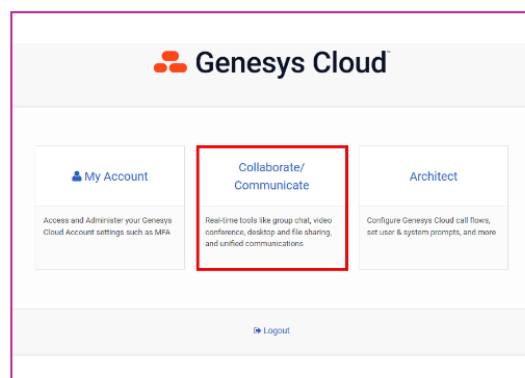 Genesys Cloud™
My Account
Access and Administer your Genesys
Cloud Account settings such as MFA
Collaborate/
Communicate
Real-time tools like group chat, video
conference, desktop and file sharing,
and unified communications
Architect
Configure Genesys Cloud call flows,
set user & system prompts, and more
Logout